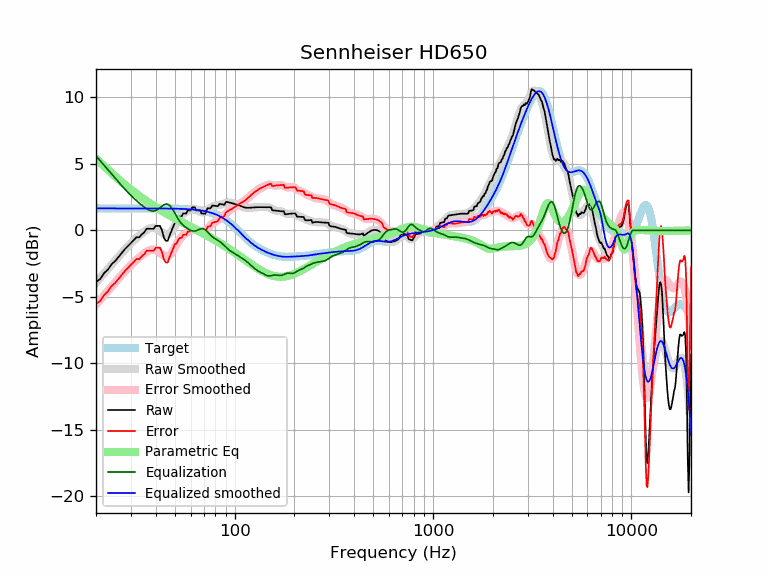 Sennheiser HD650
10
5
0
−5
−10
−15
−20
Amplitude (dBr)
Target
Raw Smoothed
Error Smoothed
Raw
Error
Parametric Eq
Equalization
Equalized smoothed
100
1000
10000
Frequency (Hz)